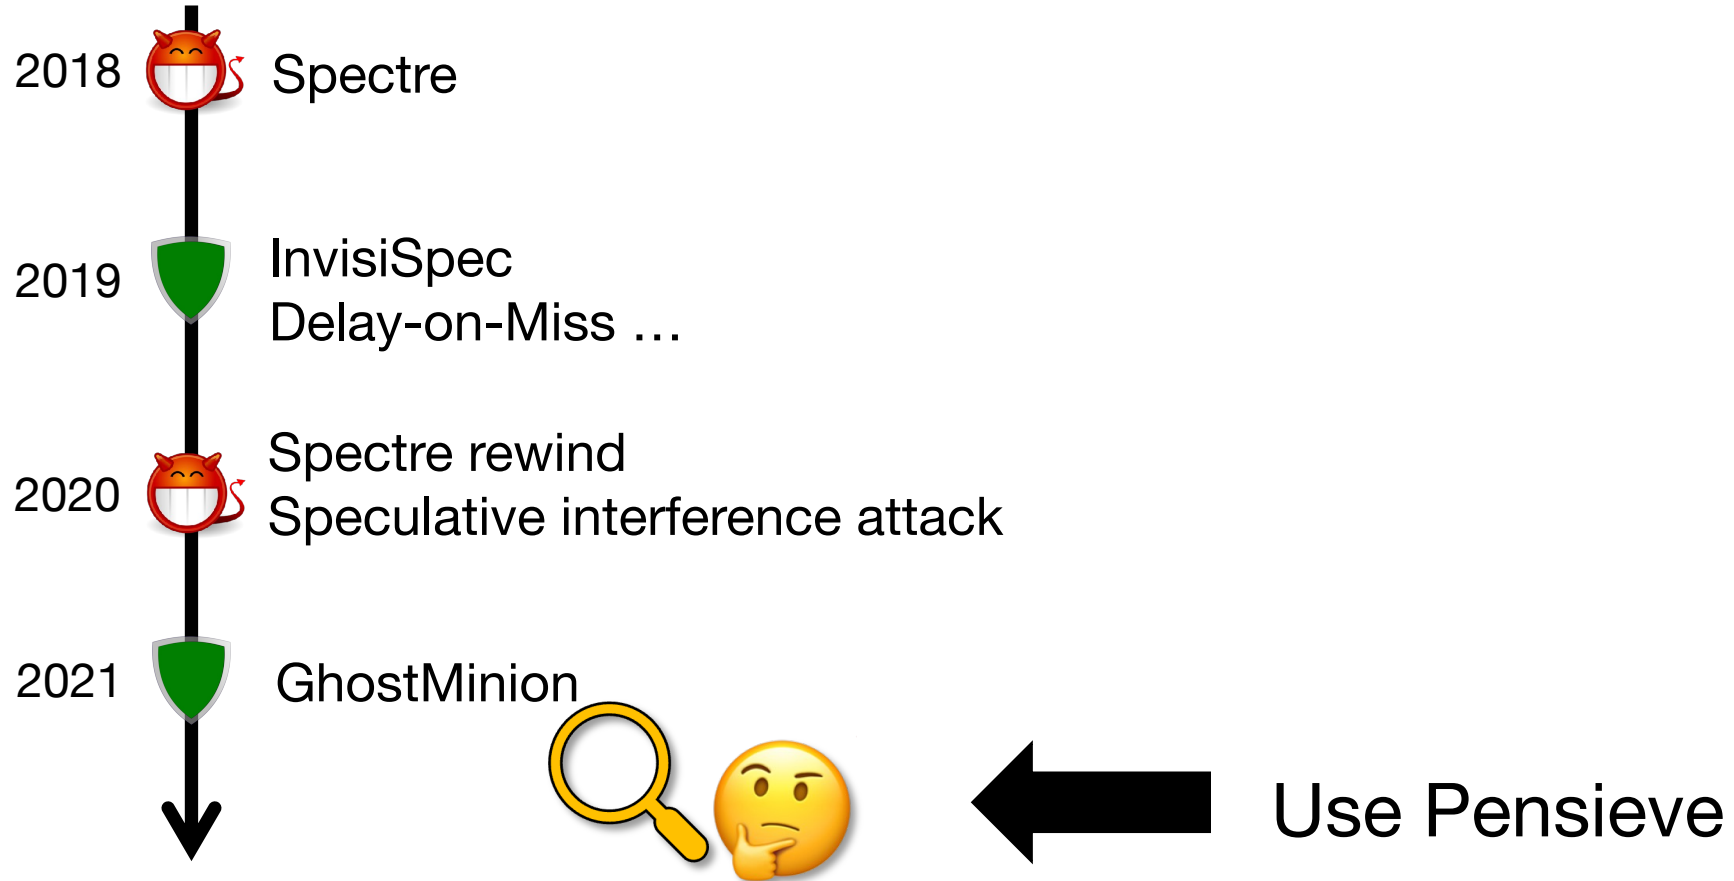 2018 Spectre
2019 InvisiSpec
Delay-on-Miss …
2020 Spectre rewind
Speculative interference attack
2021 GhostMinion
Use Pensieve